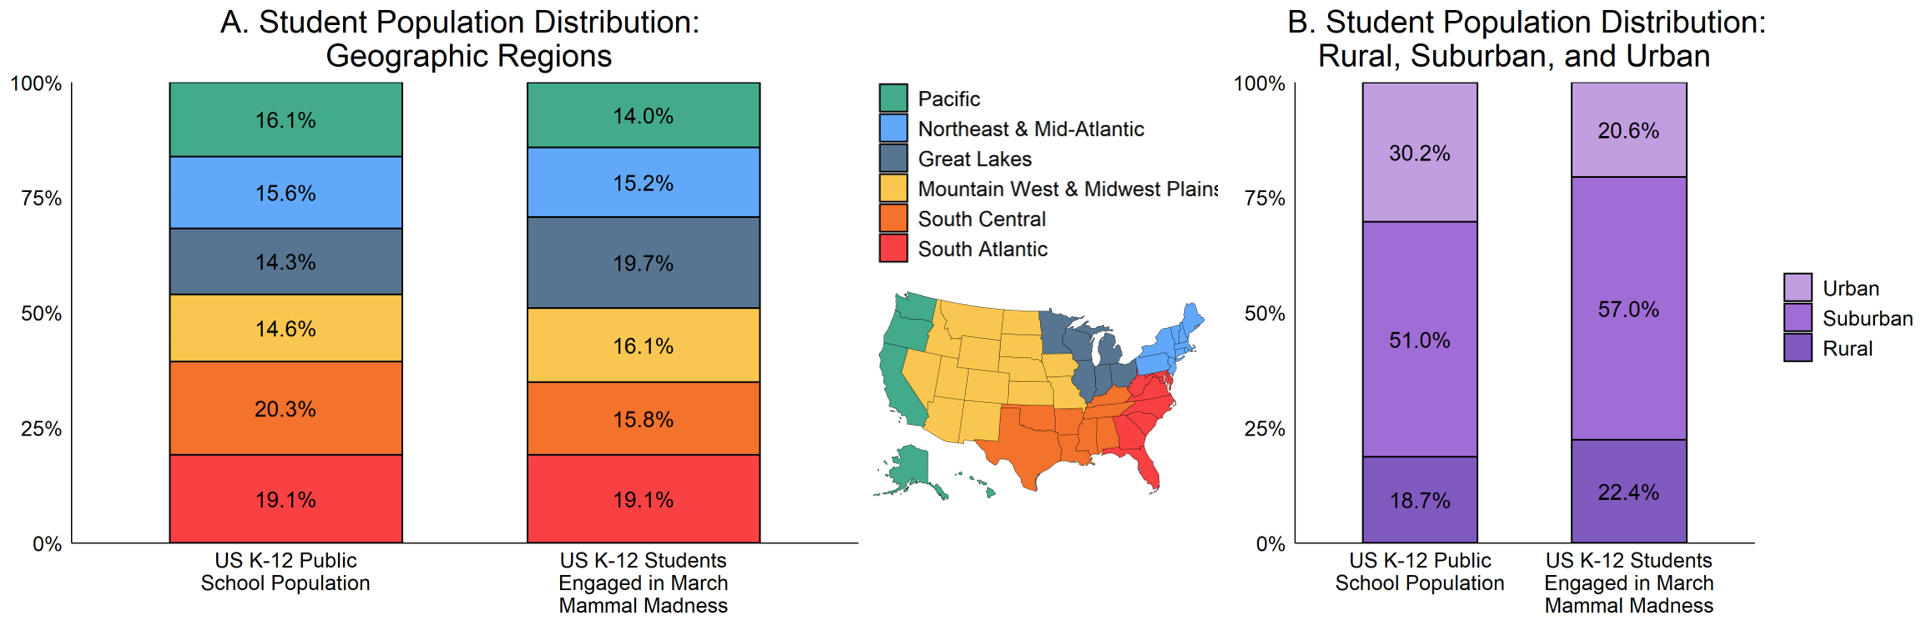 A. Student Population Distribution:
Geographic Regions
100%
75%
50%
25%
0%
16.1%
15.6%
14.3%
14.6%
20.3%
19.1%
14.0%
15.2%
19.7%
16.1%
15.8%
19.1%
US K-12 Public
School Population
US K-12 Students
Engaged in March
Mammal Madness
Pacific
Northeast & Mid-Atlantic
Great Lakes
Mountain West & Midwest Plains
South Central
South Atlantic
B. Student Population Distribution:
Rural, Suburban, and Urban
100%
75%
50%
25%
0%
30.2%
51.0%
18.7%
20.6%
57.0%
22.4%
US K-12 Public
School Population
US K-12 Students
Engaged in March
Mammal Madness
Urban
Suburban
Rural